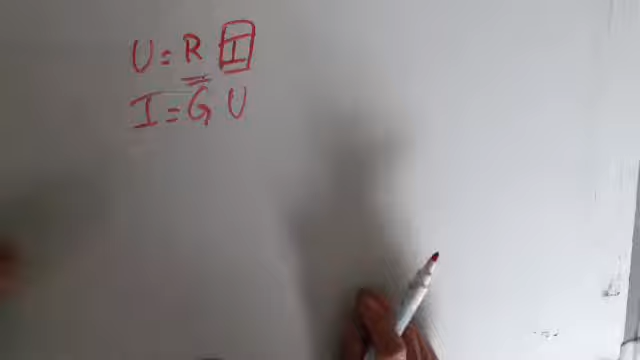 U = R I
I = G U